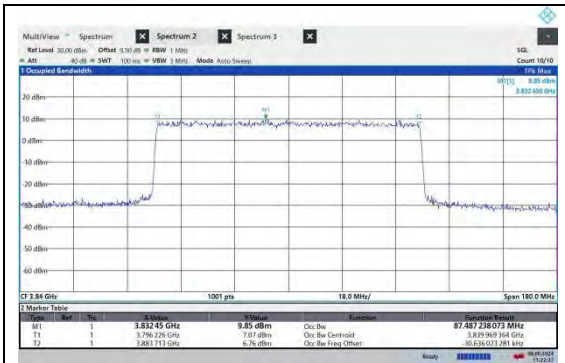 MultiView Spectrum Spectrum 2 Spectrum 3
Ref Level 30.00 dBm Offset 3.50 dB RBW 1 MHz SGL
Att 40 dB SWT 100 ms VBW 3 MHz Mode Auto Sweep Count 10/10
1 Occupied Bandwidth 1Pk Max
M1[1] 9.85 dBm
3.832 450 GHz
20 dBm
10 dBm
T1 M1 T2
0 dBm
-10 dBm
-20 dBm
-30 dBm
-40 dBm
-50 dBm
-60 dBm
CF 3.84 GHz 1001 pts 18.0 MHz/ Span 180.0 MHz
2 Marker Table
Type Ref Trc X-Value Y-Value Function Function Result
M1 1 3.832 45 GHz 9.85 dBm Occ Bw 87.487 238 073 MHz
T1 1 3.796 226 GHz 7.07 dBm Occ Bw Centroid 3.839 969 364 GHz
T2 1 3.883 713 GHz 6.76 dBm Occ Bw Freq Offset -30.636 023 281 kHz
Ready